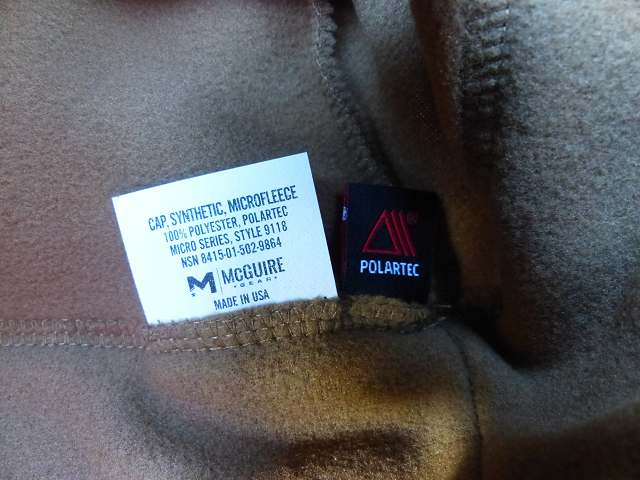 CAP, SYNTHETIC, MICROFLEECE
100% POLYESTER, POLARTEC
MICRO SERIES, STYLE 9118
NSN 8415-01-502-9864
M McGUIRE
GEAR
MADE IN USA
®
POLARTEC